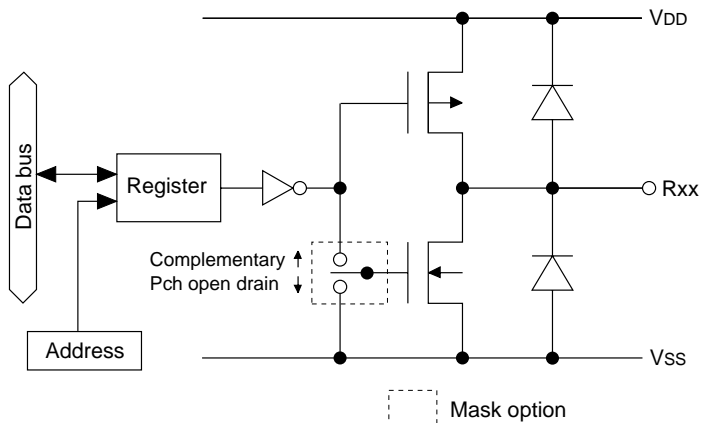 VDD
Data bus
Register
Rxx
Complementary
Pch open drain
Address
VSS
Mask option